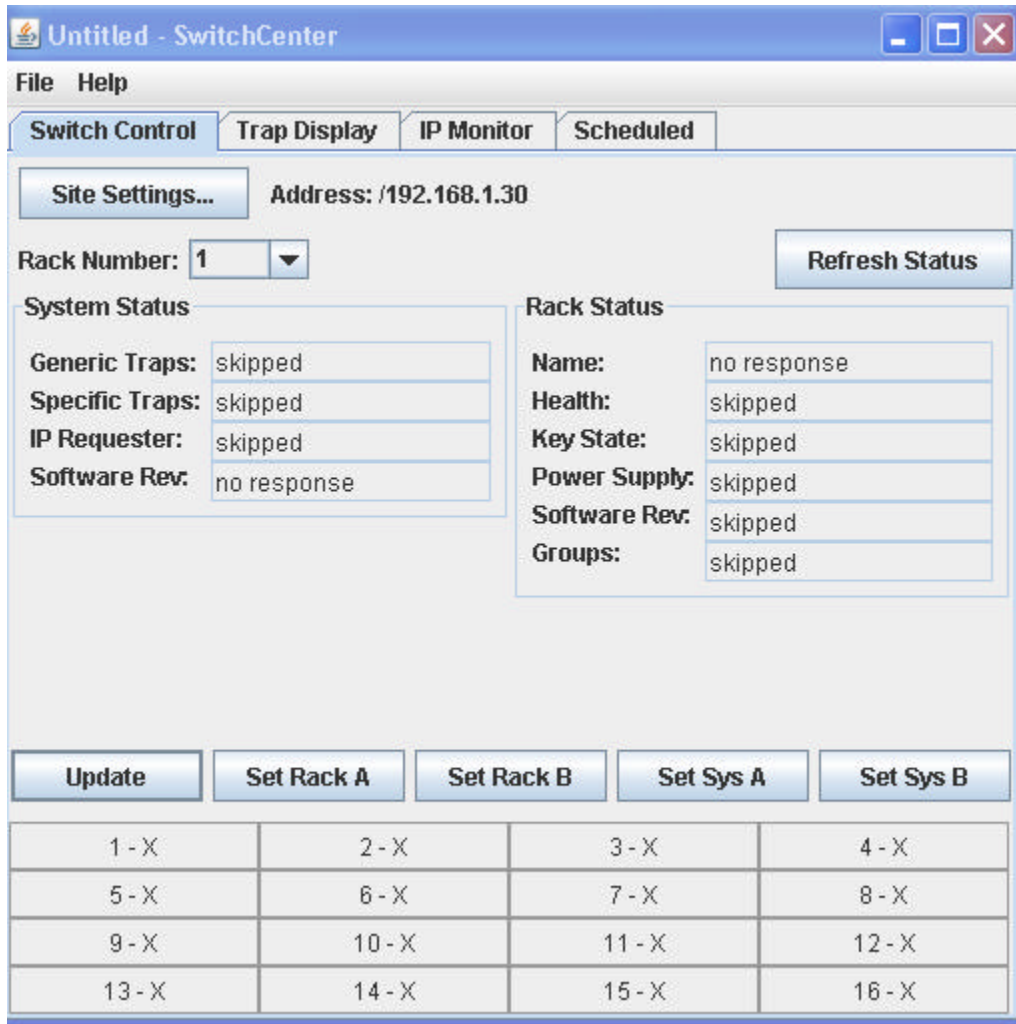 Untitled - SwitchCenter
File Help
Switch Control Trap Display IP Monitor Scheduled
Site Settings... Address: /192.168.1.30
Rack Number: 1 Refresh Status
System Status
Generic Traps: skipped
Specific Traps: skipped
IP Requester: skipped
Software Rev: no response
Rack Status
Name: no response
Health: skipped
Key State: skipped
Power Supply: skipped
Software Rev: skipped
Groups: skipped
Update Set Rack A Set Rack B Set Sys A Set Sys B
1 - X 2 - X 3 - X 4 - X
5 - X 6 - X 7 - X 8 - X
9 - X 10 - X 11 - X 12 - X
13 - X 14 - X 15 - X 16 - X